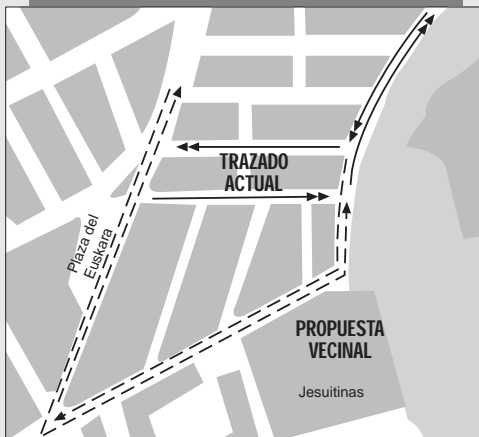 TRAZADO
ACTUAL
Plaza del
Euskara
PROPUESTA
VECINAL
Jesuitinas